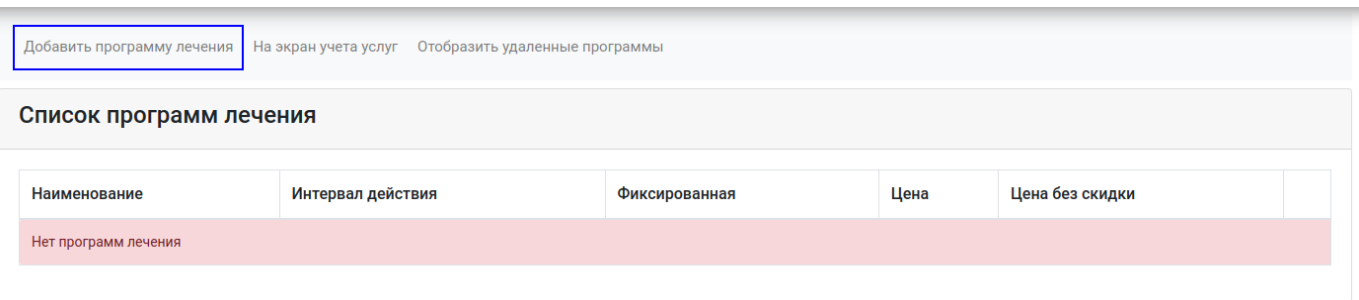 Добавить программу лечения На экран учета услуг Отобразить удаленные программы
Список программ лечения
Наименование Интервал действия Фиксированная Цена Цена без скидки
Нет программ лечения